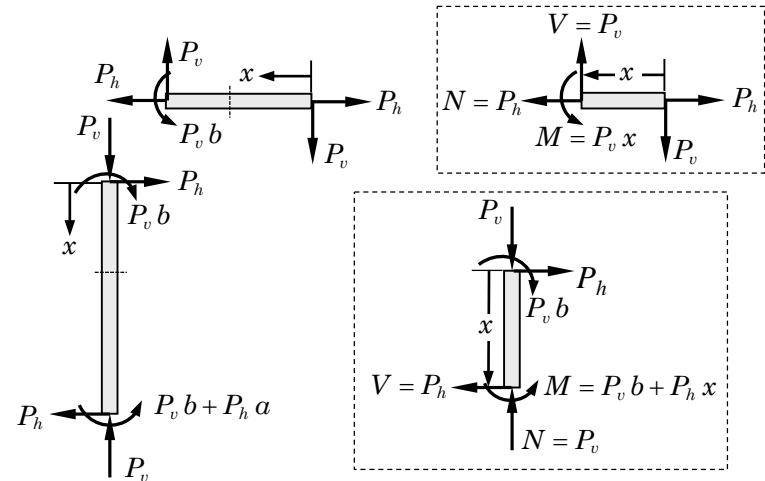 P_v
x
P_h
P_h
P_v b
P_v
V = P_v
x
N = P_h
P_h
M = P_v x
P_v
P_v
P_h
P_v b
x
P_h
P_v b + P_h a
P_v
P_v
P_h
P_v b
x
V = P_h
M = P_v b + P_h x
N = P_v